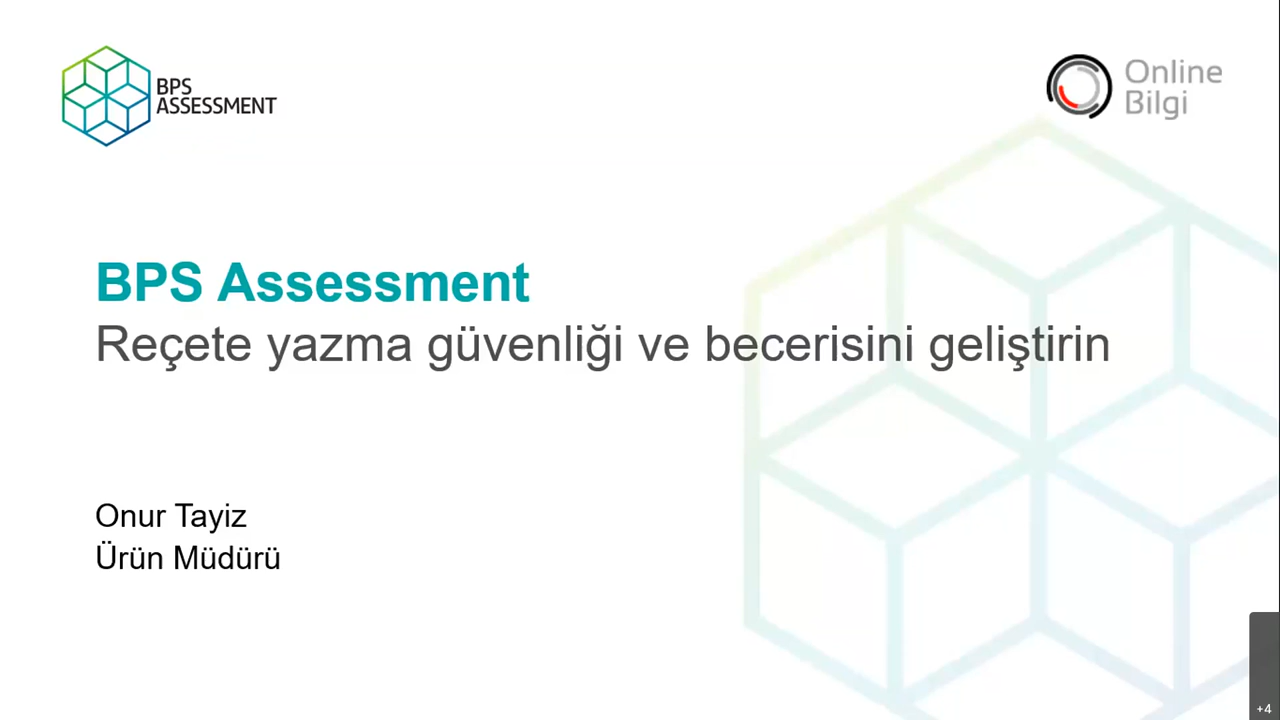 BPS
ASSESSMENT
Online
Bilgi
BPS Assessment
Reçete yazma güvenliği ve becerisini geliştirin
Onur Tayiz
Ürün Müdürü
+4